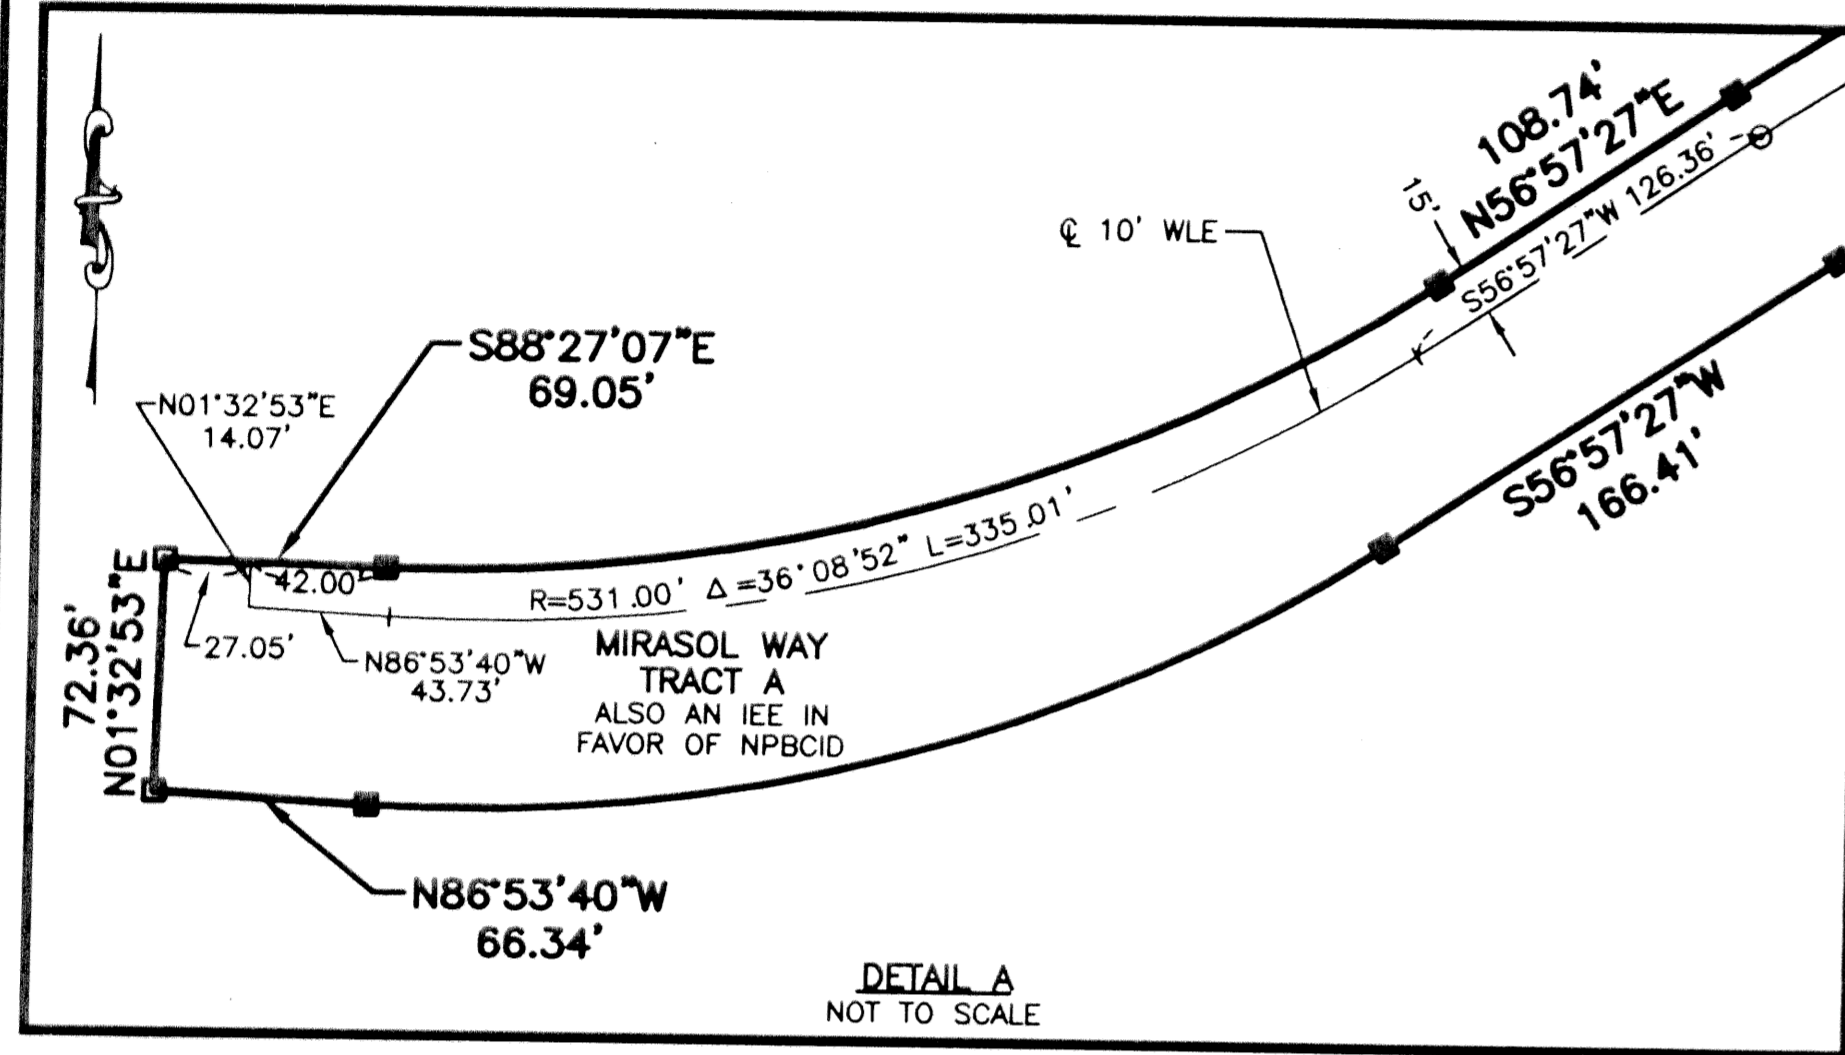 108.74'
N56°57'27"E
15'
S56°57'27"W 126.36'
℄ 10' WLE
S88°27'07"E
69.05'
N01°32'53"E
14.07'
S56°57'27"W
166.41'
42.00'
R=531.00' Δ=36°08'52" L=335.01'
72.36'
N01°32'53"E
27.05'
N86°53'40"W
43.73'
MIRASOL WAY
TRACT A
ALSO AN IEE IN
FAVOR OF NPBCID
N86°53'40"W
66.34'
DETAIL A
NOT TO SCALE